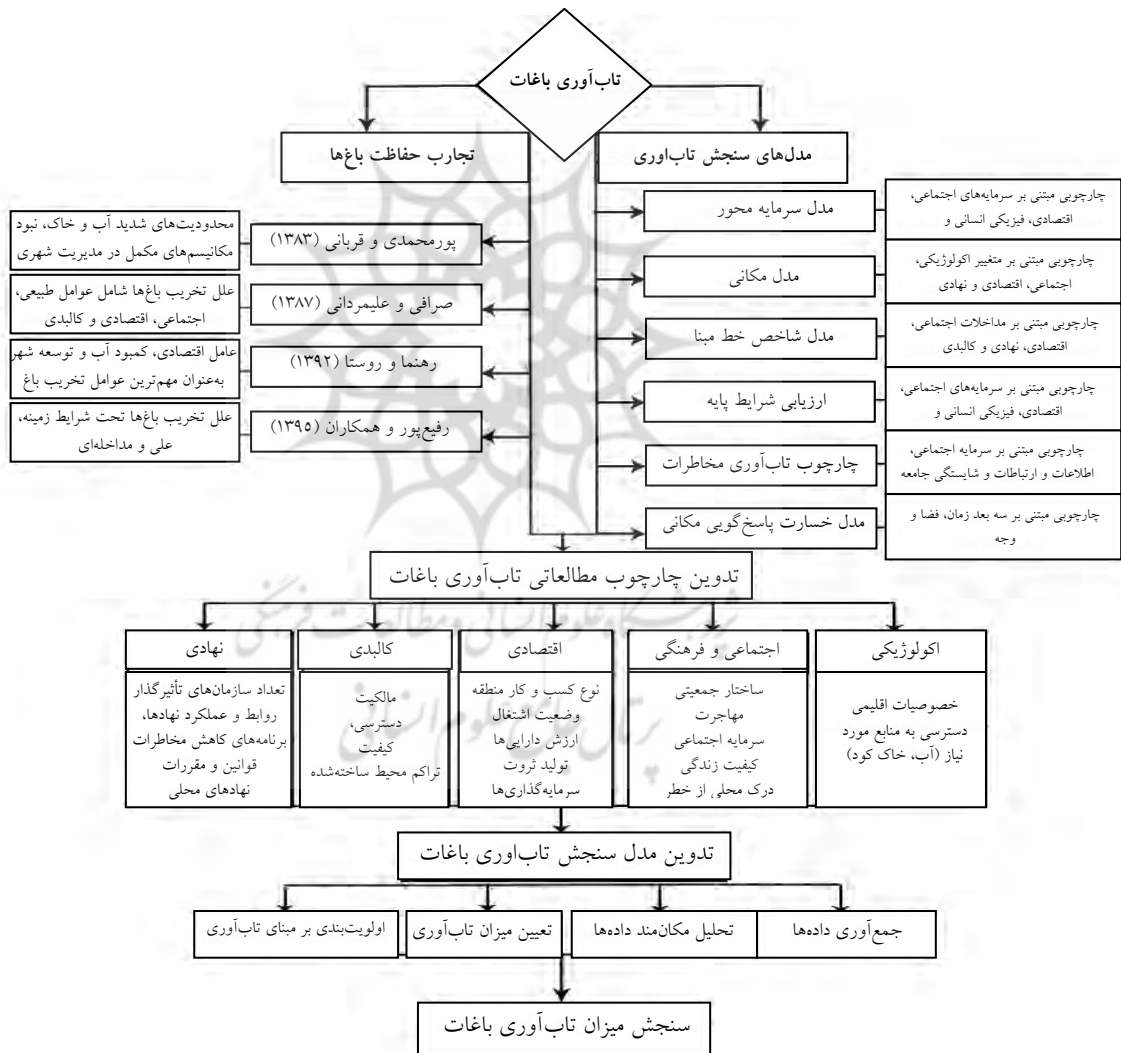 تاب‌آوری باغات
مدل‌های سنجش تاب‌اوری
تجارب حفاظت باغ‌ها
مدل سرمایه محور
چارچوبی مبتنی بر سرمایه‌های اجتماعی،
اقتصادی، فیزیکی انسانی و
مدل مکانی
چارچوبی مبتنی بر متغییر اکولوژیکی،
اجتماعی، اقتصادی و نهادی
مدل شاخص خط مبنا
چارچوبی مبتنی بر مداخلات اجتماعی،
اقتصادی، نهادی و کالبدی
ارزیابی شرایط پایه
چارچوبی مبتنی بر سرمایه‌های اجتماعی،
اقتصادی، فیزیکی انسانی و
چارچوب تاب‌آوری مخاطرات
چارچوبی مبتنی بر سرمایه اجتماعی،
اطلاعات و ارتباطات و شایستگی جامعه
مدل خسارت پاسخ‌گویی مکانی
چارچوبی مبتنی بر سه بعد زمان، فضا و
وجه
پورمحمدی و قربانی (۱۳۸۳)
محدودیت‌های شدید آب و خاک، نبود
مکانیسم‌های مکمل در مدیریت شهری
صرافی و علیمردانی (۱۳۸۷)
علل تخریب باغ‌ها شامل عوامل طبیعی،
اجتماعی، اقتصادی و کالبدی
رهنما و روستا (۱۳۹۲)
عامل اقتصادی، کمبود آب و توسعه شهر
به‌عنوان مهم‌ترین عوامل تخریب باغ
رفیع‌پور و همکاران (۱۳۹۵)
علل تخریب باغ‌ها تحت شرایط زمینه،
علی و مداخله‌ای
تدوین چارچوب مطالعاتی تاب‌آوری باغات
پژوهشگاه علوم انسانی و مطالعات فرهنگی
پرتال جامع علوم انسانی
اکولوژیکی
خصوصیات اقلیمی
دسترسی به منابع مورد
نیاز (آب، خاک کود)
اجتماعی و فرهنگی
ساختار جمعیتی
مهاجرت
سرمایه اجتماعی
کیفیت زندگی
درک محلی از خطر
اقتصادی
نوع کسب و کار منطقه
وضعیت اشتغال
ارزش دارایی‌ها
تولید ثروت
سرمایه‌گذاری‌ها
کالبدی
مالکیت
دسترسی،
کیفیت
تراکم محیط ساخته‌شده
نهادی
تعداد سازمان‌های تأثیرگذار
روابط و عملکرد نهادها،
برنامه‌های کاهش مخاطرات
قوانین و مقررات
نهادهای محلی
تدوین مدل سنجش تاب‌اوری باغات
جمع‌آوری داده‌ها
تحلیل مکان‌مند داده‌ها
تعیین میزان تاب‌آوری
اولویت‌بندی بر مبنای تاب‌آوری
سنجش میزان تاب‌آوری باغات